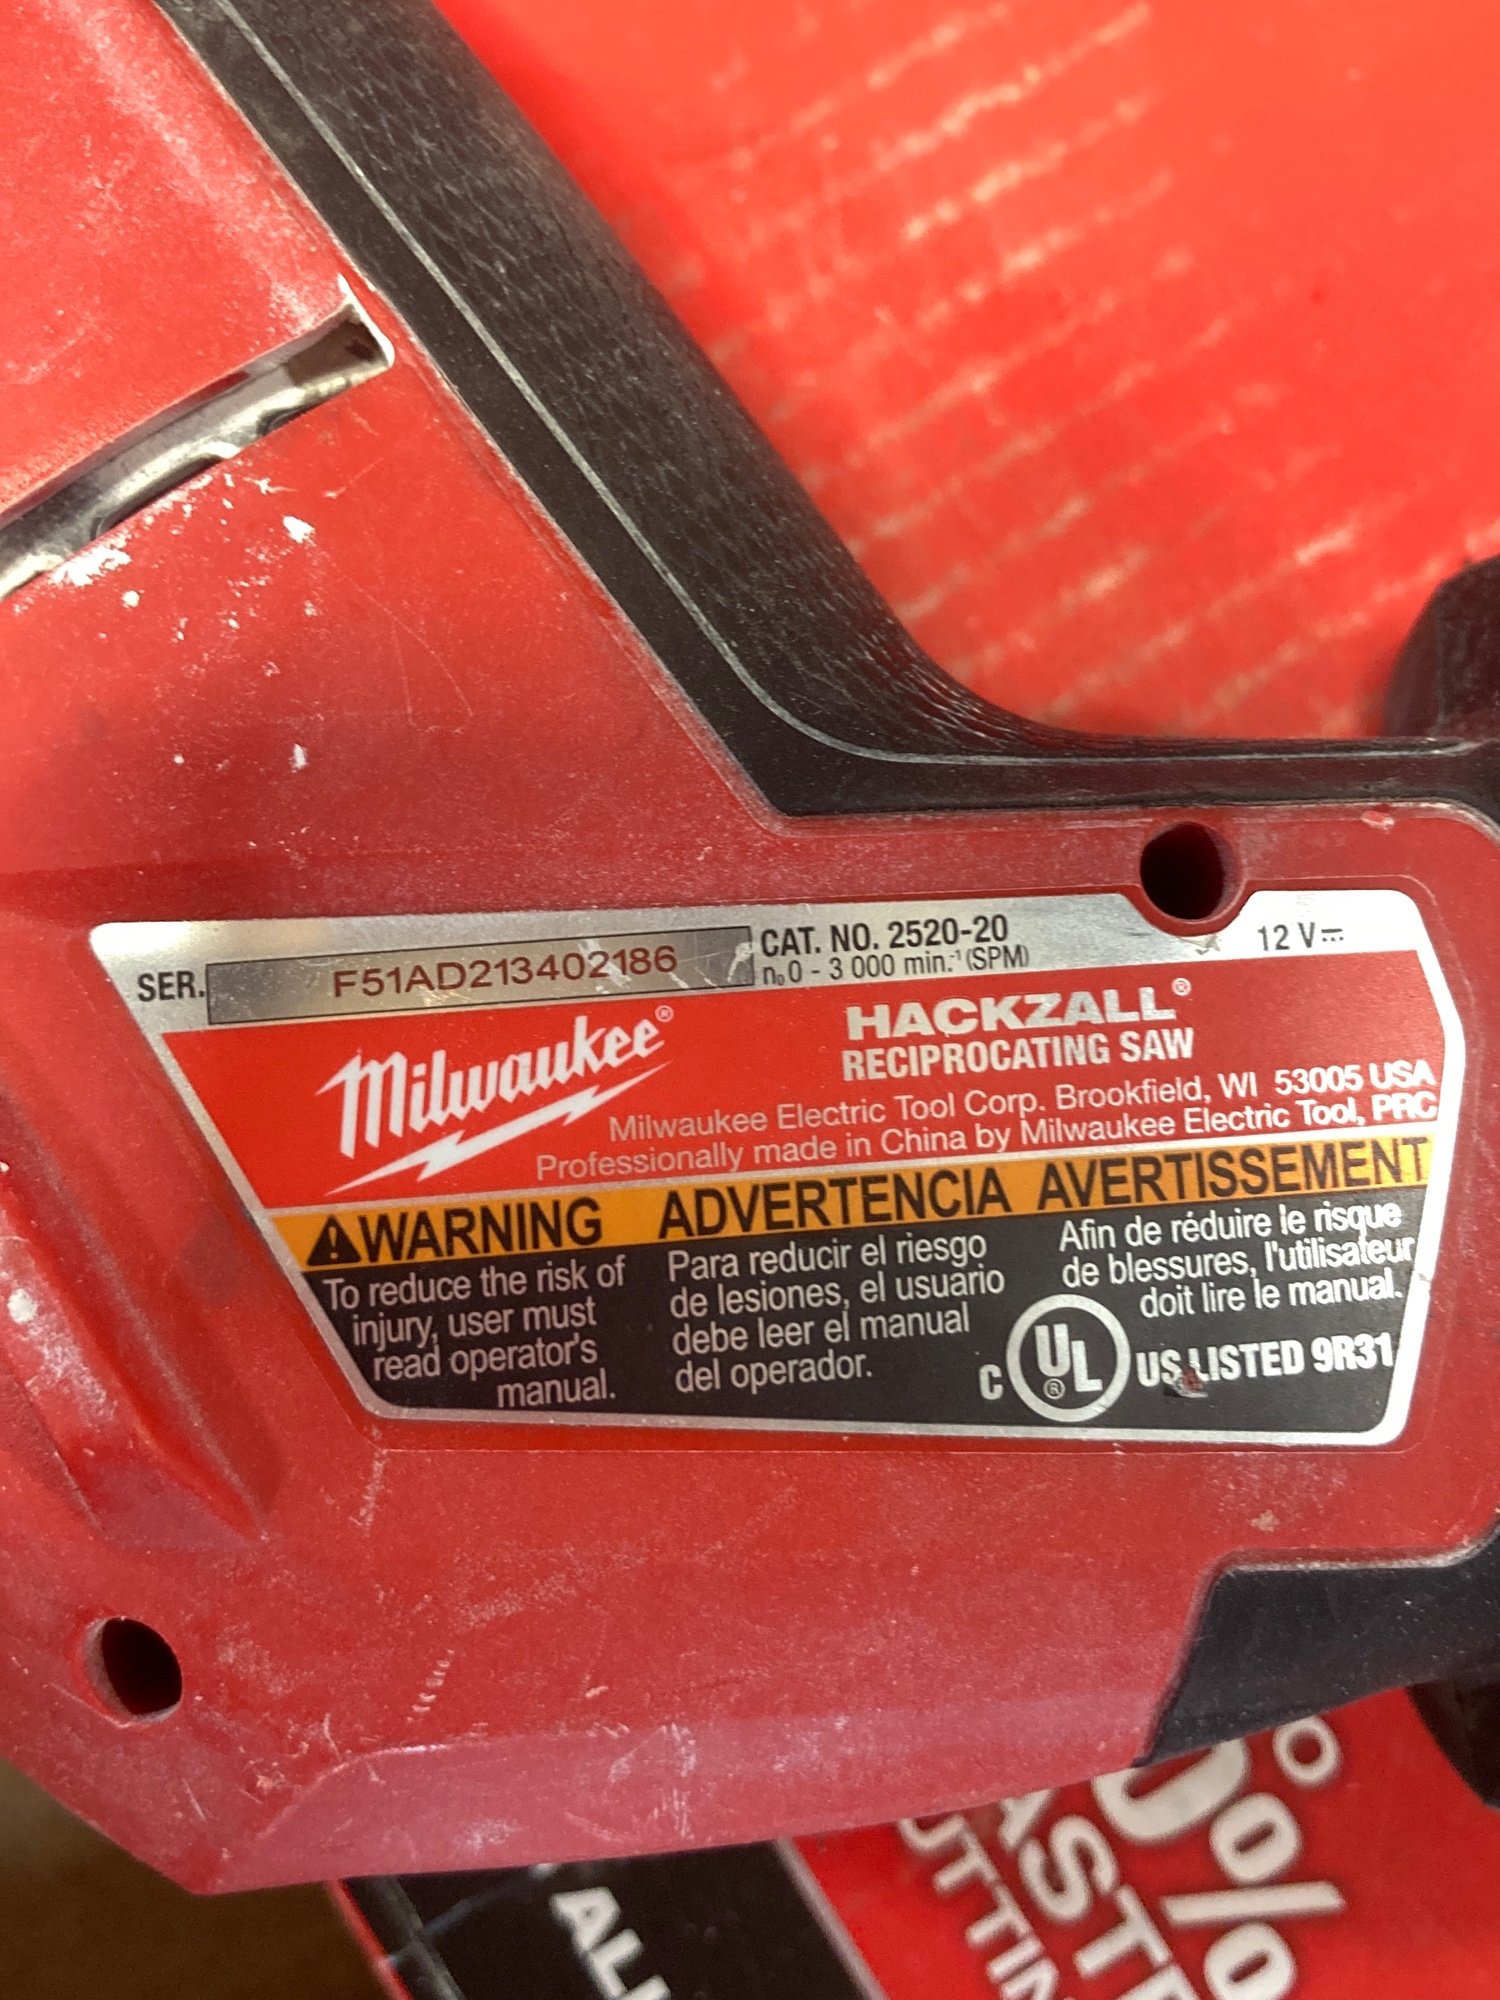 SER. F51AD213402186
CAT. NO. 2520-20
n₀ 0 - 3 000 min.⁻¹ (SPM)
12 V⎓
Milwaukee®
HACKZALL®
RECIPROCATING SAW
Milwaukee Electric Tool Corp. Brookfield, WI 53005 USA
Professionally made in China by Milwaukee Electric Tool, PRC
WARNING
To reduce the risk of
injury, user must
read operator's
manual.
ADVERTENCIA
Para reducir el riesgo
de lesiones, el usuario
debe leer el manual
del operador.
AVERTISSEMENT
Afin de réduire le risque
de blessures, l'utilisateur
doit lire le manual.
C UL® US LISTED 9R31